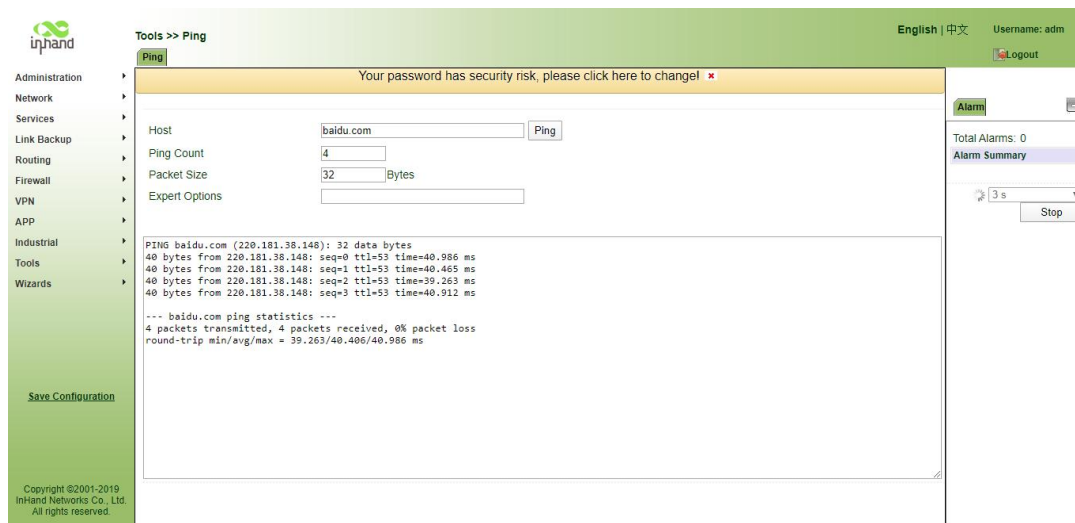 inhand
Tools >> Ping
English | 中文
Username: adm
Logout
Ping
Your password has security risk, please click here to change!
Administration
Network
Services
Link Backup
Routing
Firewall
VPN
APP
Industrial
Tools
Wizards
Save Configuration
Copyright ©2001-2019
InHand Networks Co., Ltd.
All rights reserved.
Host baidu.com Ping
Ping Count 4
Packet Size 32 Bytes
Expert Options
PING baidu.com (220.181.38.148): 32 data bytes
40 bytes from 220.181.38.148: seq=0 ttl=53 time=40.986 ms
40 bytes from 220.181.38.148: seq=1 ttl=53 time=40.465 ms
40 bytes from 220.181.38.148: seq=2 ttl=53 time=39.263 ms
40 bytes from 220.181.38.148: seq=3 ttl=53 time=40.912 ms
--- baidu.com ping statistics ---
4 packets transmitted, 4 packets received, 0% packet loss
round-trip min/avg/max = 39.263/40.406/40.986 ms
Alarm
Total Alarms: 0
Alarm Summary
3 s
Stop